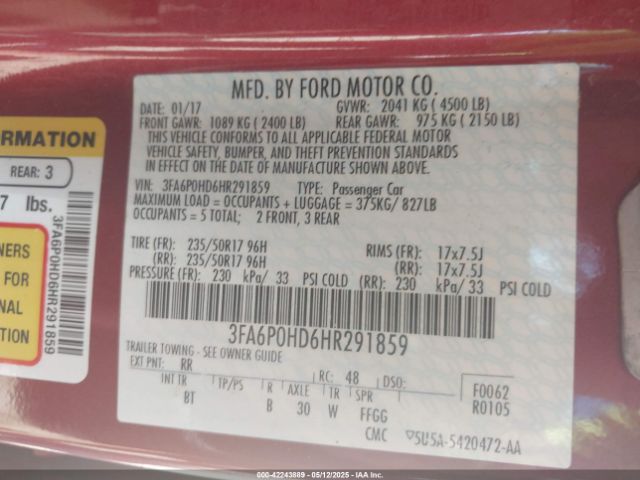 MFD. BY FORD MOTOR CO.
DATE: 01/17 GVWR: 2041 KG (4500 LB)
FRONT GAWR: 1089 KG (2400 LB) REAR GAWR: 975 KG (2150 LB)
THIS VEHICLE CONFORMS TO ALL APPLICABLE FEDERAL MOTOR
VEHICLE SAFETY, BUMPER, AND THEFT PREVENTION STANDARDS
IN EFFECT ON THE DATE OF MANUFACTURE SHOWN ABOVE.
VIN: 3FA6P0HD6HR291859 TYPE: Passenger Car
MAXIMUM LOAD = OCCUPANTS + LUGGAGE = 375KG/ 827LB
OCCUPANTS = 5 TOTAL; 2 FRONT, 3 REAR
TIRE (FR): 235/50R17 96H RIMS (FR): 17x7.5J
(RR): 235/50R17 96H (RR): 17x7.5J
PRESSURE (FR): 230 kPa/ 33 PSI COLD (RR): 230 kPa/ 33 PSI COLD
3FA6P0HD6HR291859
TRAILER TOWING - SEE OWNER GUIDE
EXT PNT: RR RC: 48 DSO:
INT TR TP/PS R AXLE TR SPR
BT B 30 W FFGG
CMC
F0062
R0105
5U5A-5420472-AA
ORMATION
REAR: 3
7 lbs.
3FA6P0HD6HR291859
NERS
FOR
NAL
TION
000-42243889 - 05/12/2025 - IAAI.COM